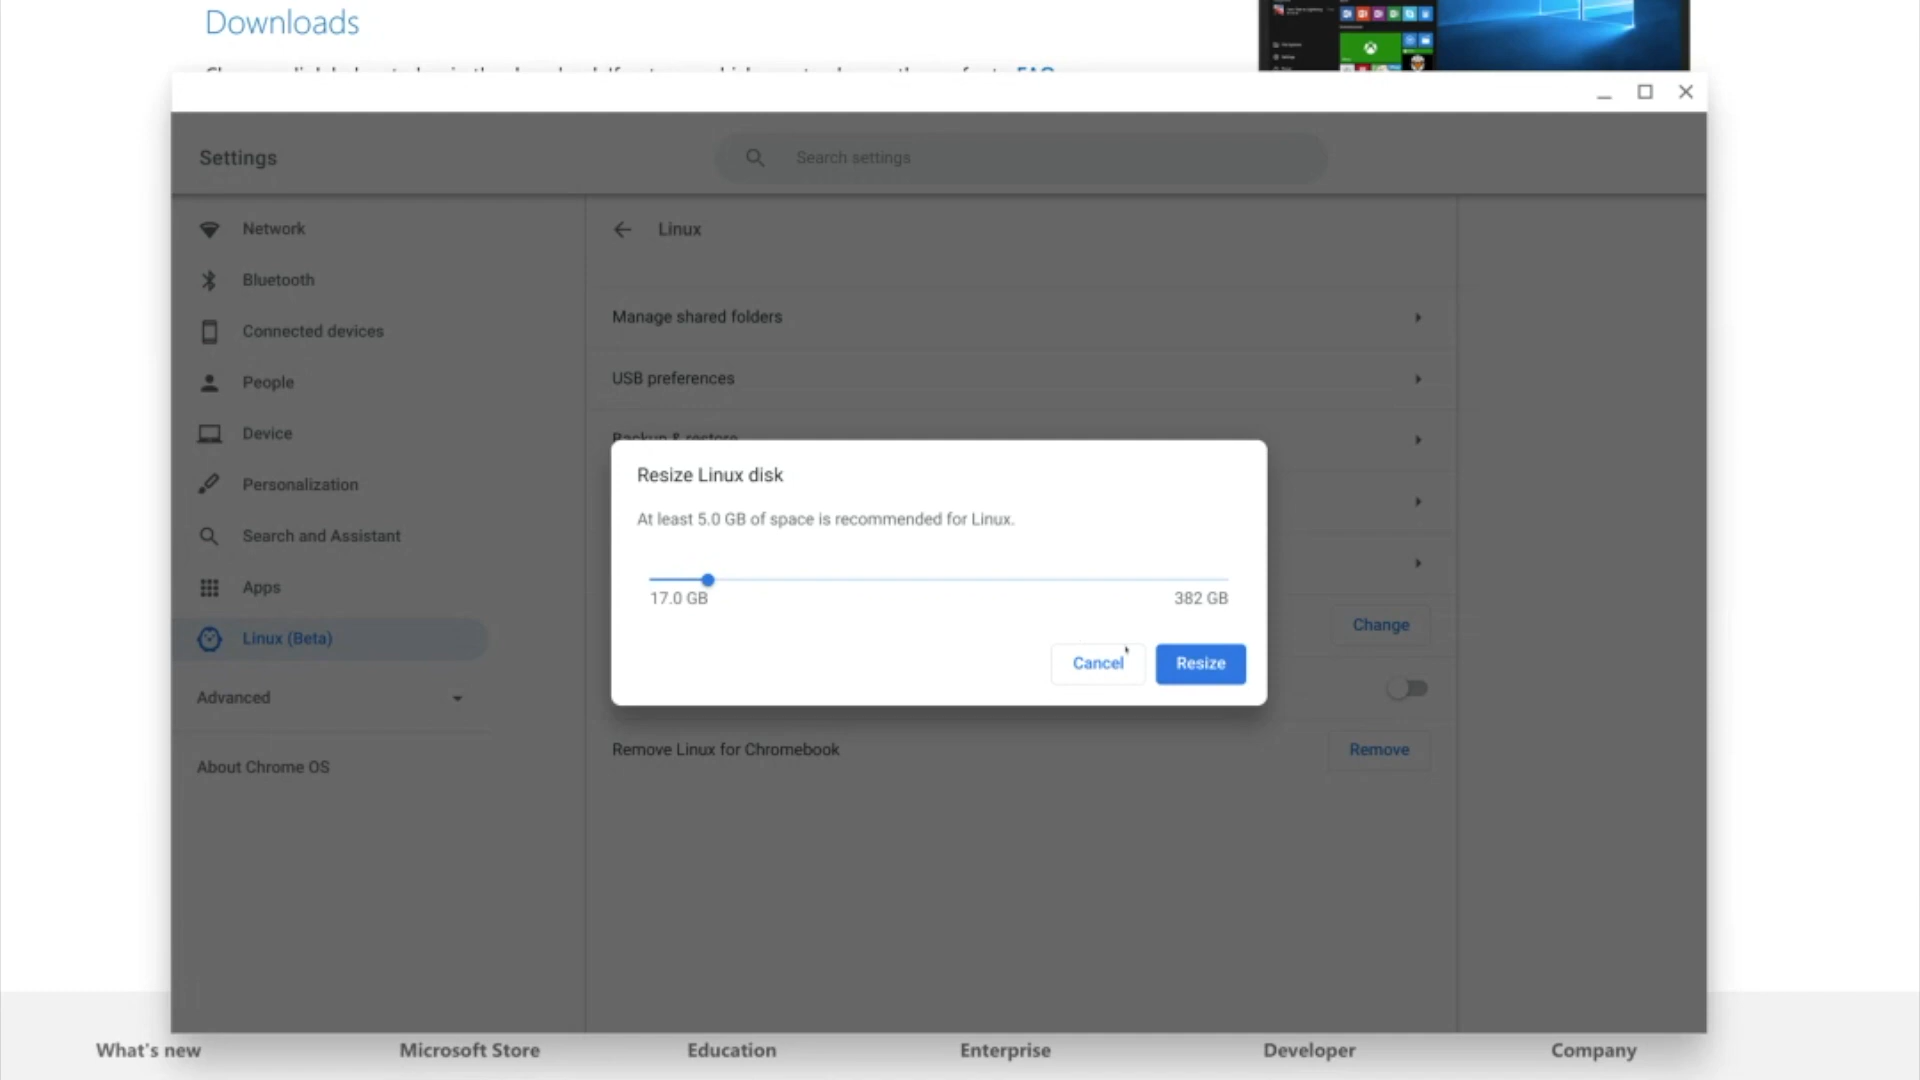 Downloads
FAQ
Settings
Search settings
Network
Bluetooth
Connected devices
People
Device
Personalization
Search and Assistant
Apps
Linux (Beta)
Advanced
About Chrome OS
Linux
Manage shared folders
USB preferences
Backup & restore
Resize Linux disk
At least 5.0 GB of space is recommended for Linux.
17.0 GB
382 GB
Cancel
Resize
Change
Remove Linux for Chromebook
Remove
What's new
Microsoft Store
Education
Enterprise
Developer
Company